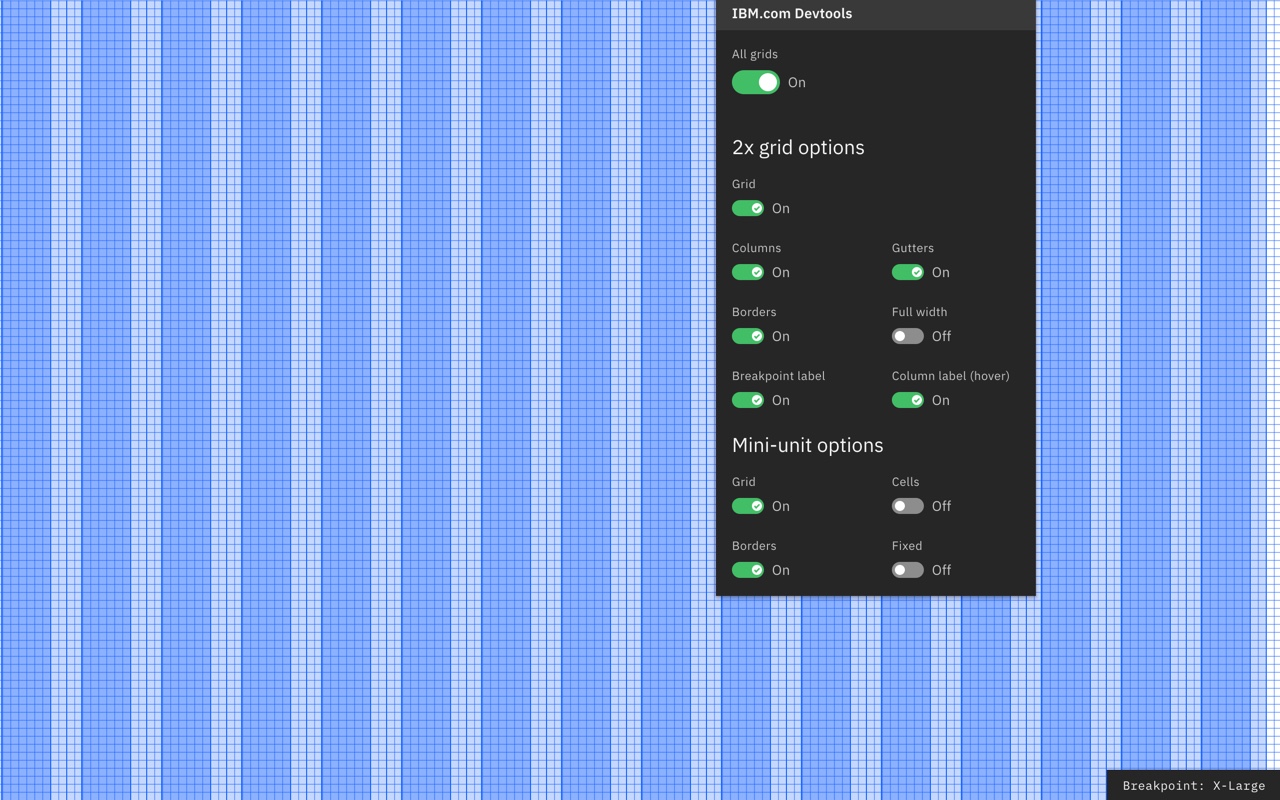 IBM.com Devtools
All grids
On
2x grid options
Grid
On
Columns Gutters
On On
Borders Full width
On Off
Breakpoint label Column label (hover)
On On
Mini-unit options
Grid Cells
On Off
Borders Fixed
On Off
Breakpoint: X-Large